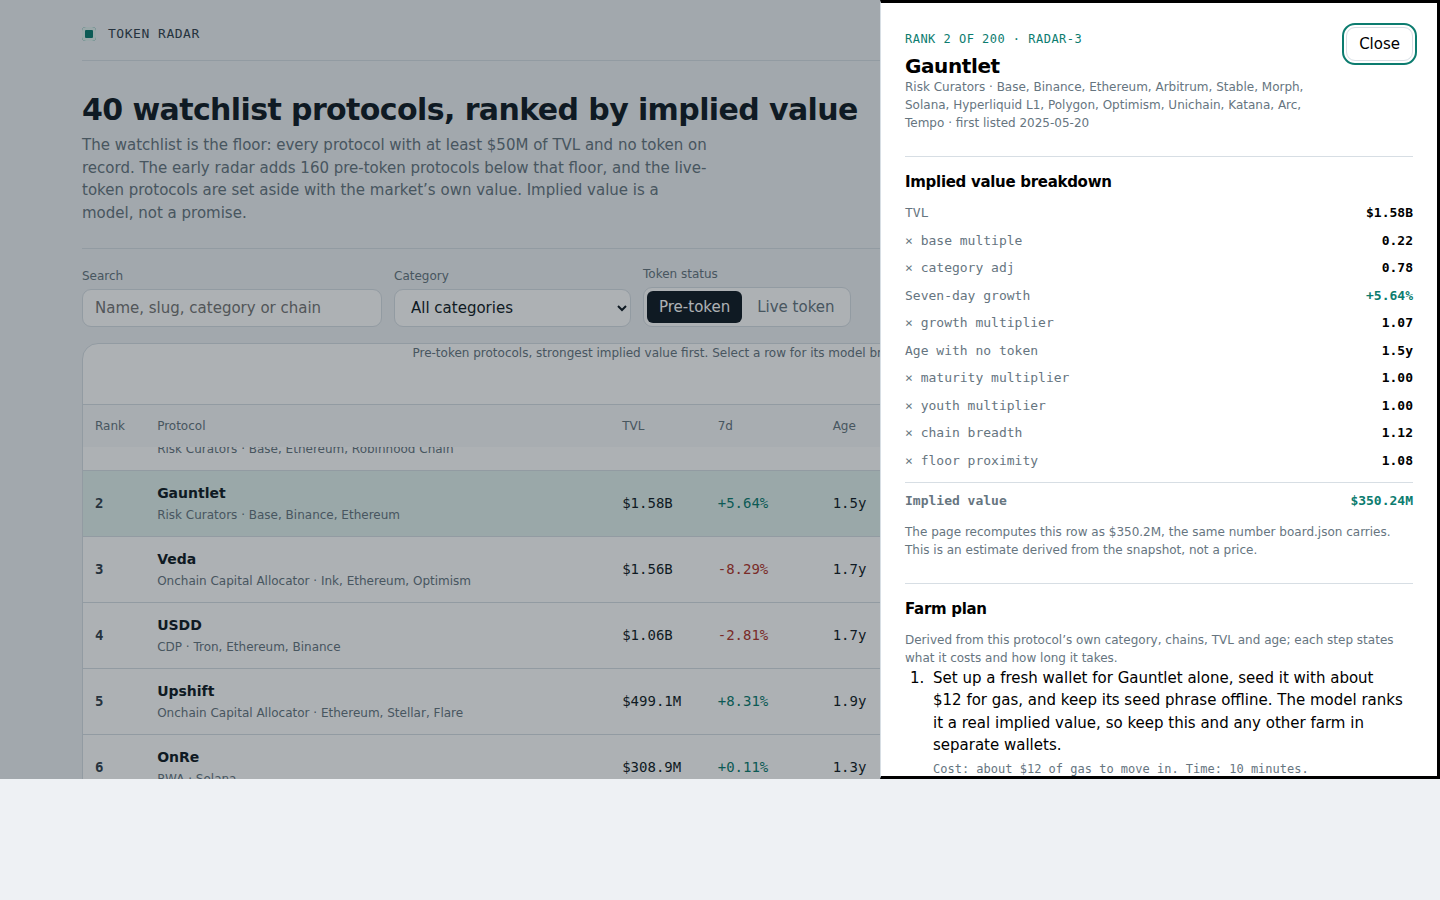 TOKEN RADAR
40 watchlist protocols, ranked by implied value
The watchlist is the floor: every protocol with at least $50M of TVL and no token on
record. The early radar adds 160 pre-token protocols below that floor, and the live-
token protocols are set aside with the market’s own value. Implied value is a
model, not a promise.
Search
Category
Token status
Name, slug, category or chain
All categories
Pre-token
Live token
Pre-token protocols, strongest implied value first. Select a row for its model
Rank Protocol TVL 7d Age
Risk Curators · Base, Ethereum, Robinhood Chain
2 Gauntlet $1.58B +5.64% 1.5y
Risk Curators · Base, Binance, Ethereum
3 Veda $1.56B -8.29% 1.7y
Onchain Capital Allocator · Ink, Ethereum, Optimism
4 USDD $1.06B -2.81% 1.7y
CDP · Tron, Ethereum, Binance
5 Upshift $499.1M +8.31% 1.9y
Onchain Capital Allocator · Ethereum, Stellar, Flare
6 OnRe $308.9M +0.11% 1.3y
RWA · Solana
RANK 2 OF 200 · RADAR-3
Close
Gauntlet
Risk Curators · Base, Binance, Ethereum, Arbitrum, Stable, Morph,
Solana, Hyperliquid L1, Polygon, Optimism, Unichain, Katana, Arc,
Tempo · first listed 2025-05-20
Implied value breakdown
TVL $1.58B
× base multiple 0.22
× category adj 0.78
Seven-day growth +5.64%
× growth multiplier 1.07
Age with no token 1.5y
× maturity multiplier 1.00
× youth multiplier 1.00
× chain breadth 1.12
× floor proximity 1.08
Implied value $350.24M
The page recomputes this row as $350.2M, the same number board.json carries.
This is an estimate derived from the snapshot, not a price.
Farm plan
Derived from this protocol’s own category, chains, TVL and age; each step states
what it costs and how long it takes.
1. Set up a fresh wallet for Gauntlet alone, seed it with about
$12 for gas, and keep its seed phrase offline. The model ranks
it a real implied value, so keep this and any other farm in
separate wallets.
Cost: about $12 of gas to move in. Time: 10 minutes.